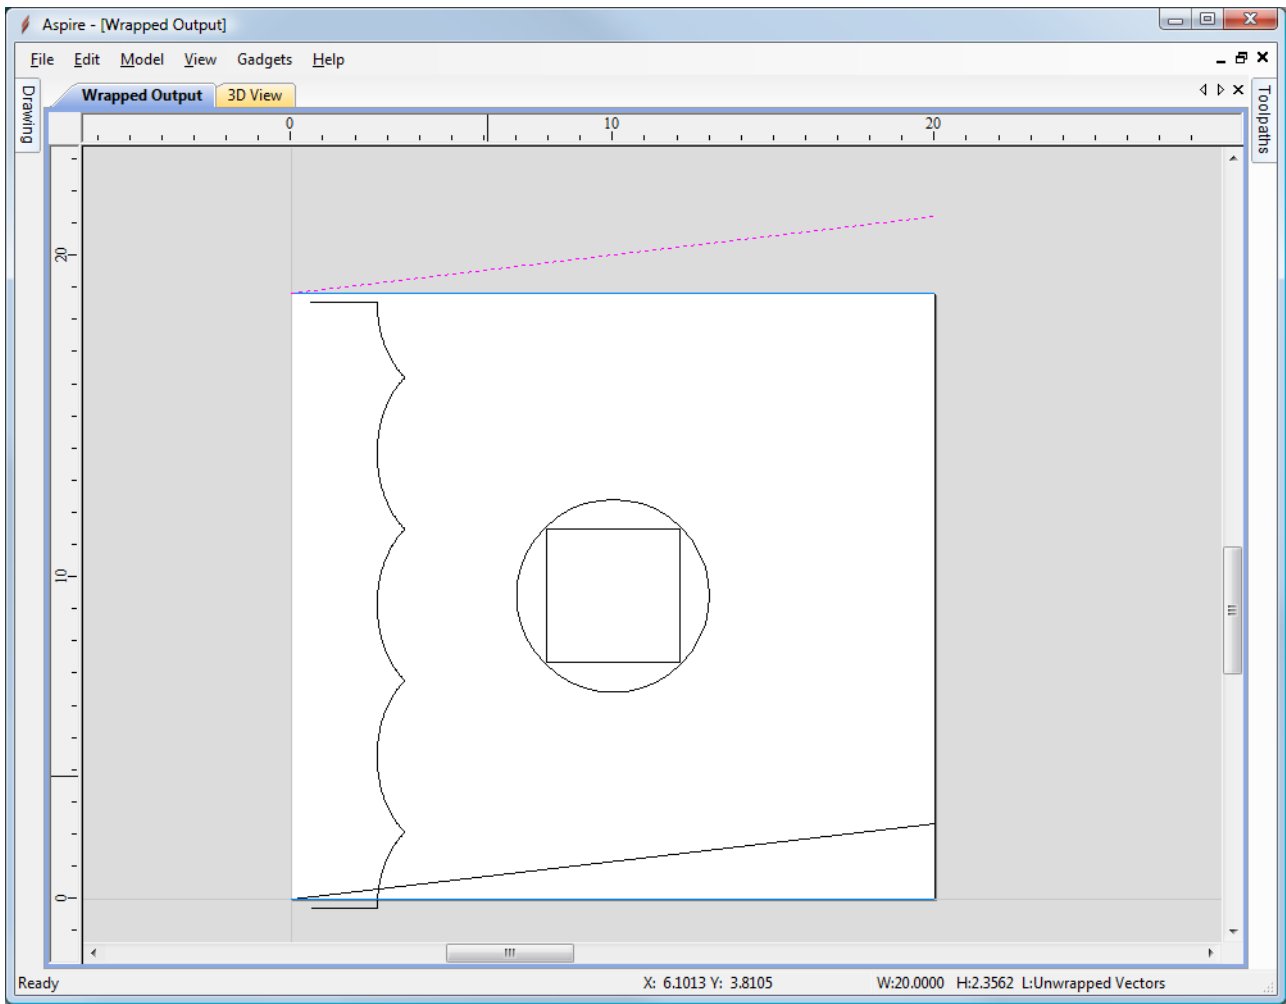 Aspire - [Wrapped Output]
File Edit Model View Gadgets Help
Drawing
Wrapped Output 3D View
Toolpaths
0 10 20
20
10
0
Ready X: 6.1013 Y: 3.8105 W:20.0000 H:2.3562 L:Unwrapped Vectors